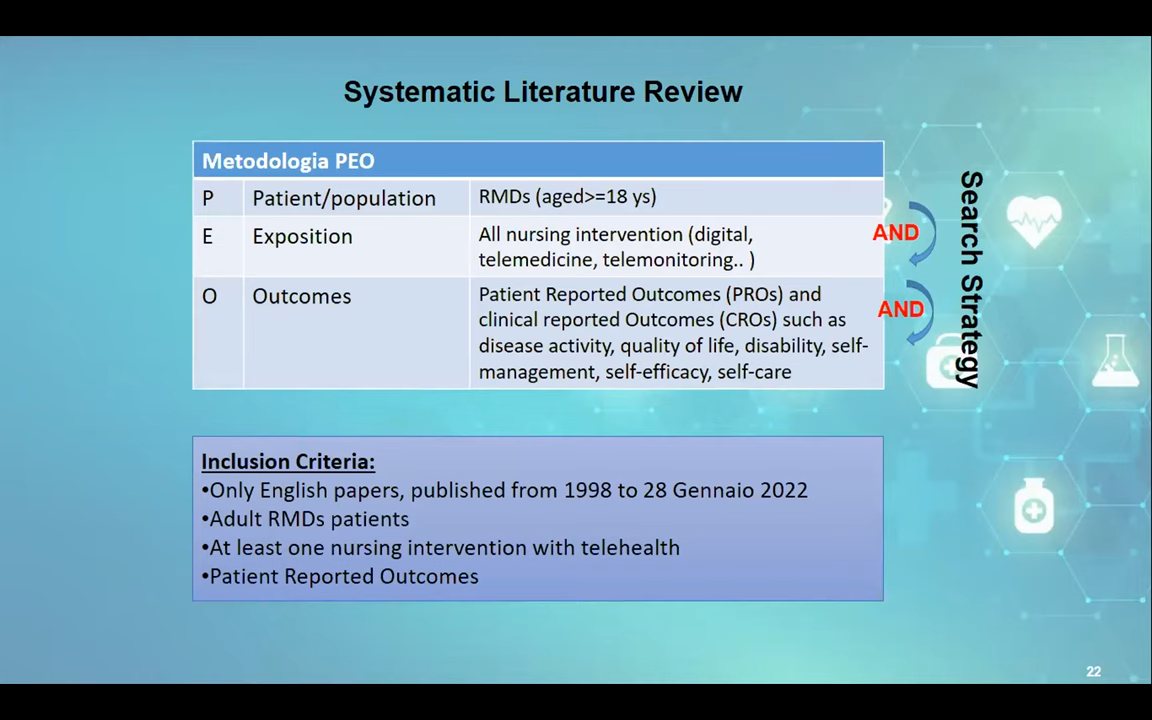 Systematic Literature Review
Metodologia PEO
P Patient/population RMDs (aged>=18 ys)
E Exposition All nursing intervention (digital,
telemedicine, telemonitoring.. )
O Outcomes Patient Reported Outcomes (PROs) and
clinical reported Outcomes (CROs) such as
disease activity, quality of life, disability, self-
management, self-efficacy, self-care
AND
AND
Search Strategy
Inclusion Criteria:
•Only English papers, published from 1998 to 28 Gennaio 2022
•Adult RMDs patients
•At least one nursing intervention with telehealth
•Patient Reported Outcomes
22